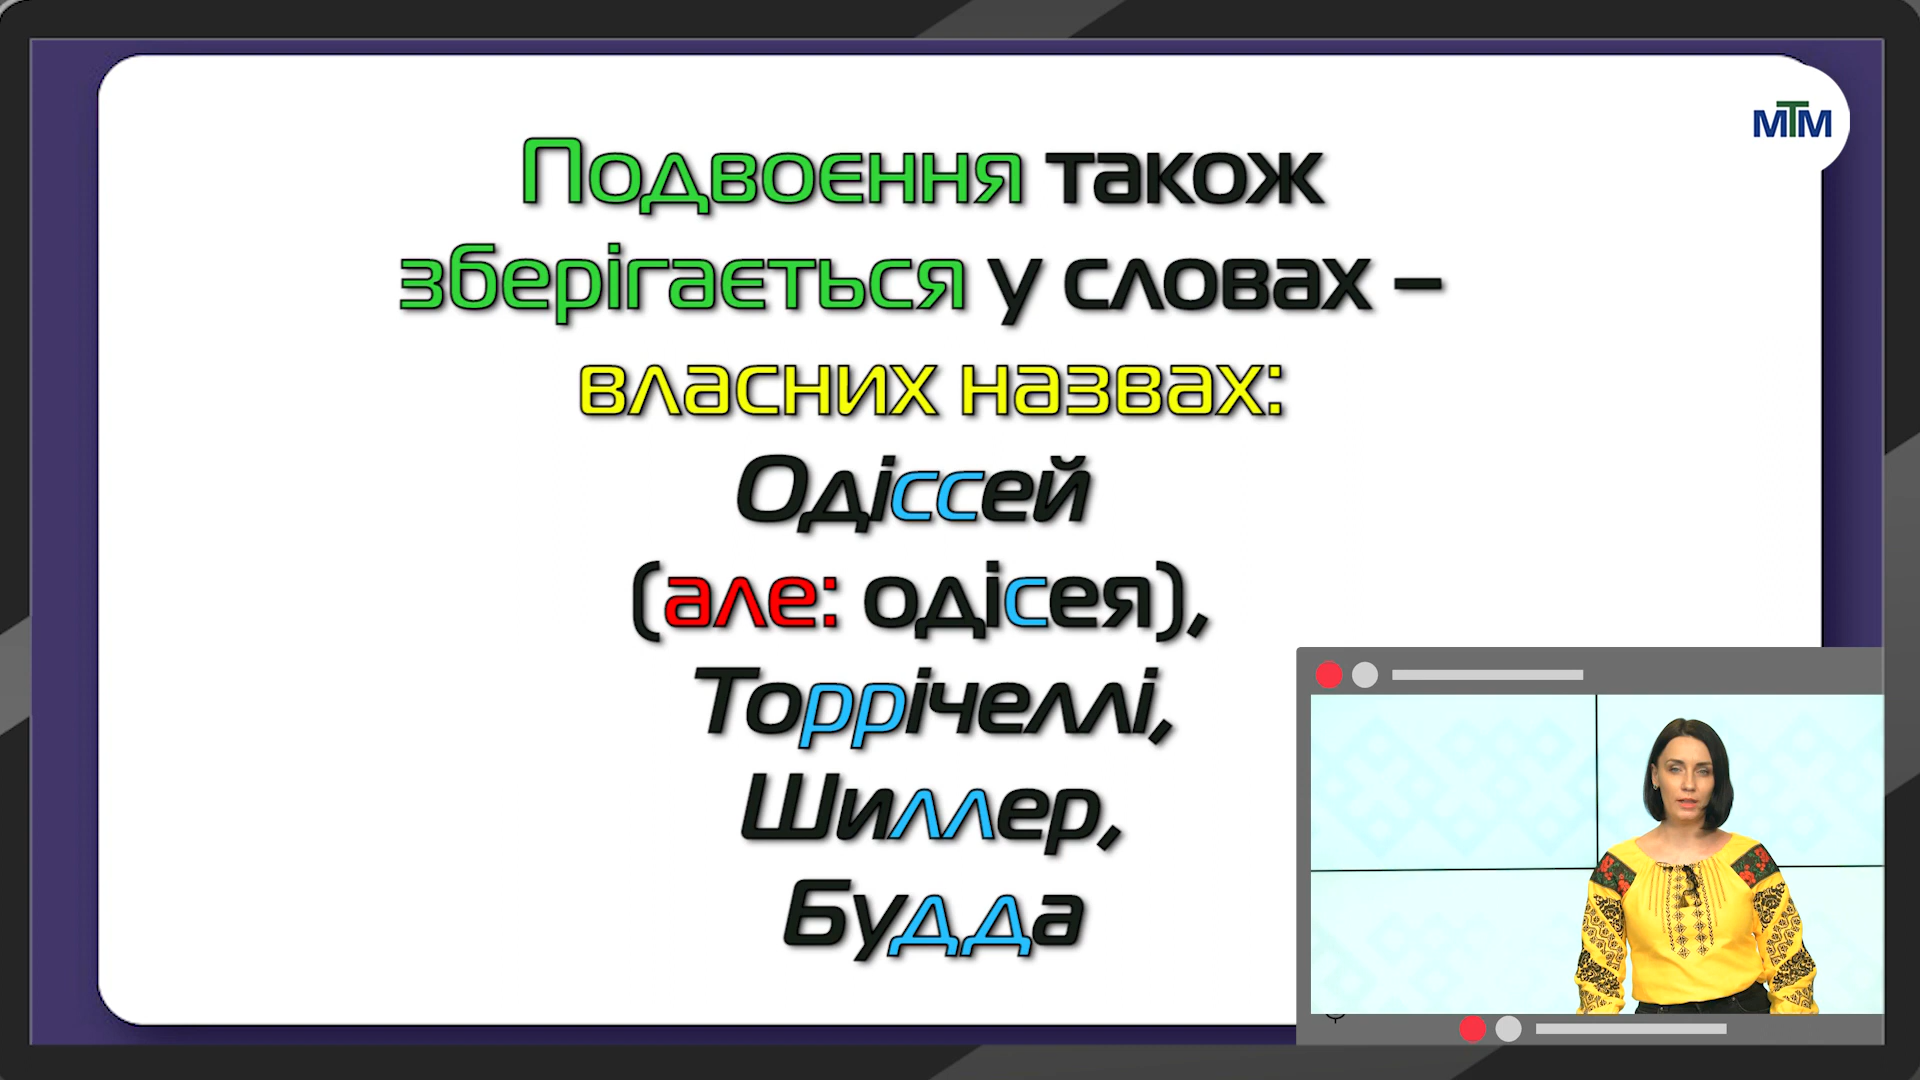 МТМ
Подвоєння також
зберігається у словах –
власних назвах:
Одіссей
(але: одісея),
Торрічеллі,
Шиллер,
Будда